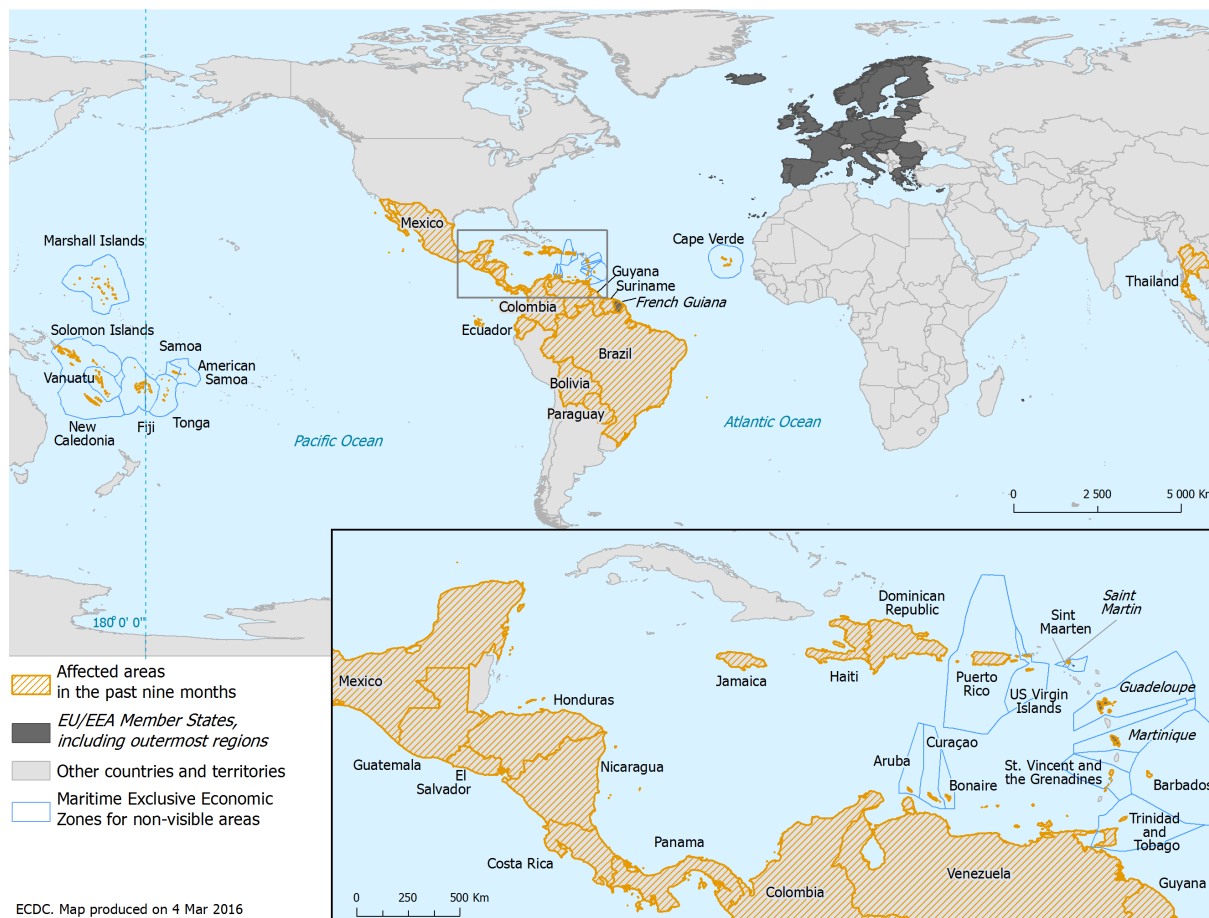 Marshall Islands
Solomon Islands
Samoa
American
Samoa
Vanuatu
New
Caledonia
Fiji
Tonga
Pacific Ocean
180° 0' 0"
Mexico
Colombia
Ecuador
Guyana
Suriname
French Guiana
Brazil
Bolivia
Paraguay
Atlantic Ocean
Cape Verde
Thailand
0
2 500
5 000 Km
Affected areas
in the past nine months
EU/EEA Member States,
including outermost regions
Other countries and territories
Maritime Exclusive Economic
Zones for non-visible areas
ECDC. Map produced on 4 Mar 2016
Mexico
Guatemala
El
Salvador
Honduras
Nicaragua
Costa Rica
Panama
Jamaica
Haiti
Dominican
Republic
Puerto
Rico
US Virgin
Islands
Sint
Maarten
Saint
Martin
Guadeloupe
Martinique
St. Vincent and
the Grenadines
Barbados
Trinidad
and
Tobago
Aruba
Curaçao
Bonaire
Colombia
Venezuela
Guyana
0
250
500 Km